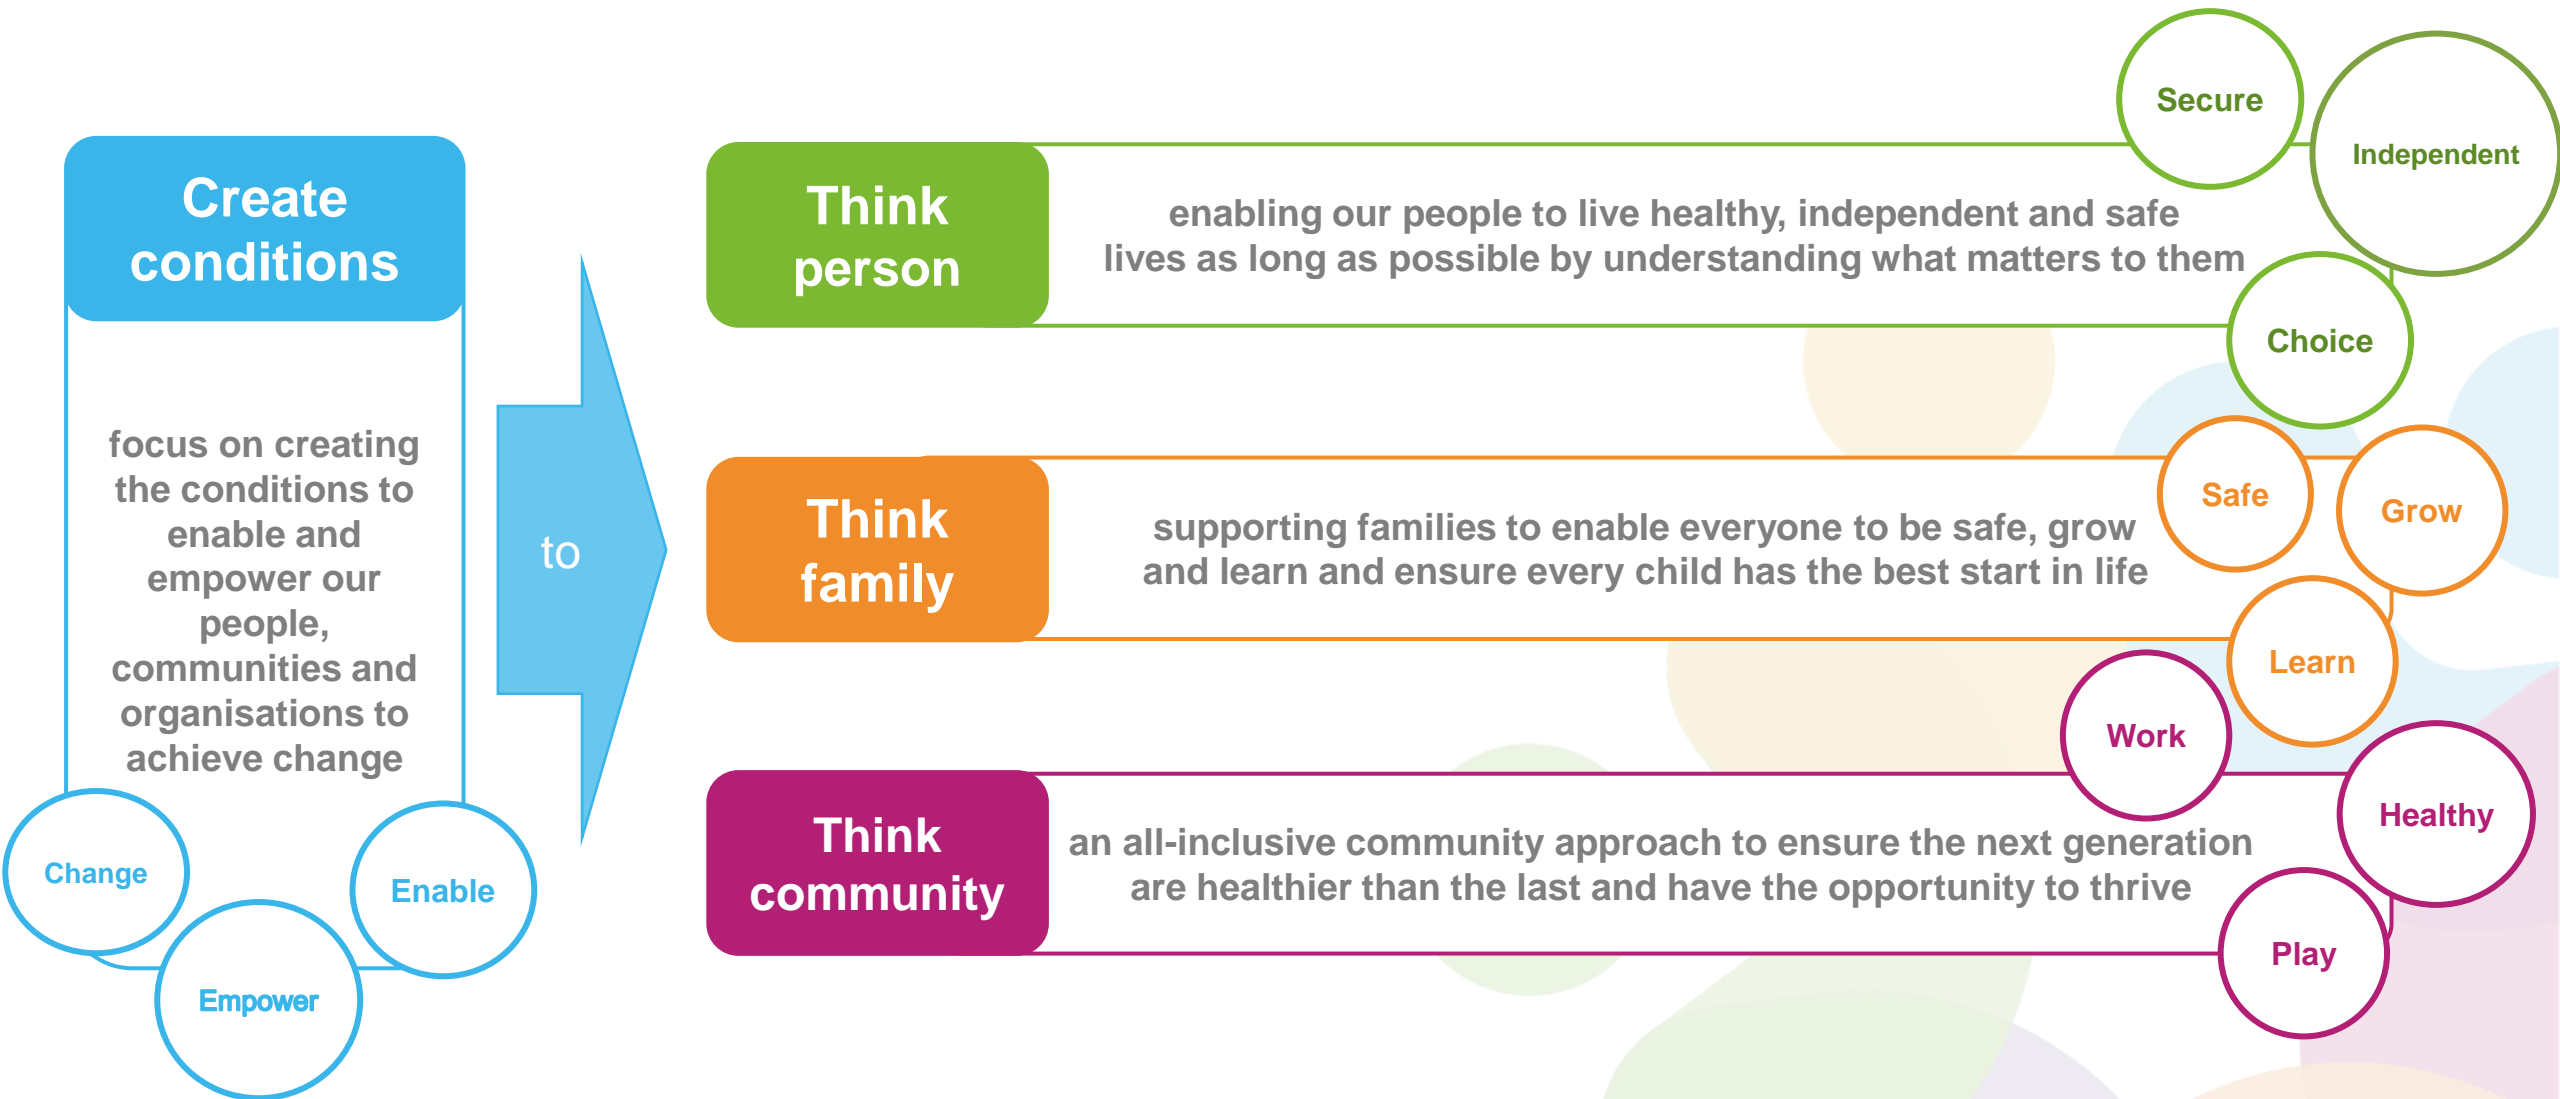 Create
conditions
focus on creating
the conditions to
enable and
empower our
people,
communities and
organisations to
achieve change
Change
Empower
Enable
to
Think
person
enabling our people to live healthy, independent and safe
lives as long as possible by understanding what matters to them
Secure
Independent
Choice
Think
family
supporting families to enable everyone to be safe, grow
and learn and ensure every child has the best start in life
Safe
Grow
Learn
Think
community
an all-inclusive community approach to ensure the next generation
are healthier than the last and have the opportunity to thrive
Work
Healthy
Play